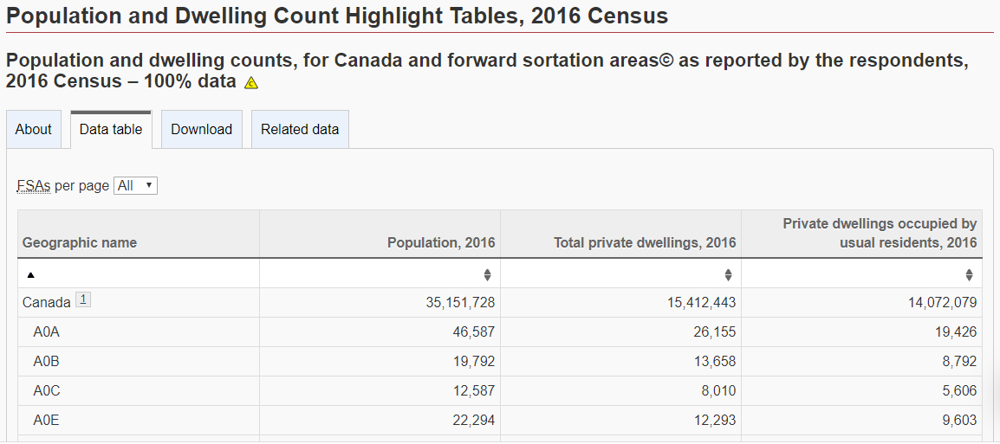 Population and Dwelling Count Highlight Tables, 2016 Census
Population and dwelling counts, for Canada and forward sortation areas© as reported by the respondents,
2016 Census – 100% data C
About Data table Download Related data
FSAs per page All
Geographic name Population, 2016 Total private dwellings, 2016 Private dwellings occupied by
usual residents, 2016
Canada 1 35,151,728 15,412,443 14,072,079
A0A 46,587 26,155 19,426
A0B 19,792 13,658 8,792
A0C 12,587 8,010 5,606
A0E 22,294 12,293 9,603